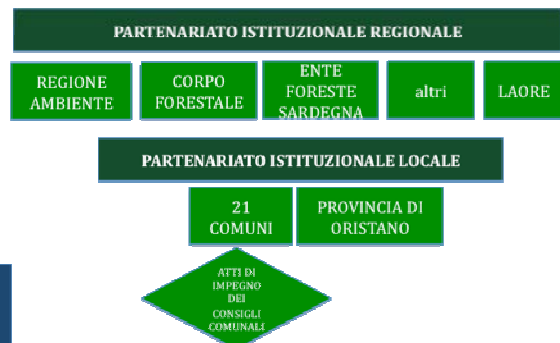 PARTENARIATO ISTITUZIONALE REGIONALE
REGIONE
AMBIENTE
CORPO
FORESTALE
ENTE
FORESTE
SARDEGNA
altri
LAORE
PARTENARIATO ISTITUZIONALE LOCALE
21
COMUNI
PROVINCIA DI
ORISTANO
ATTI DI
IMPEGNO
DEI
CONSIGLI
COMUNALI